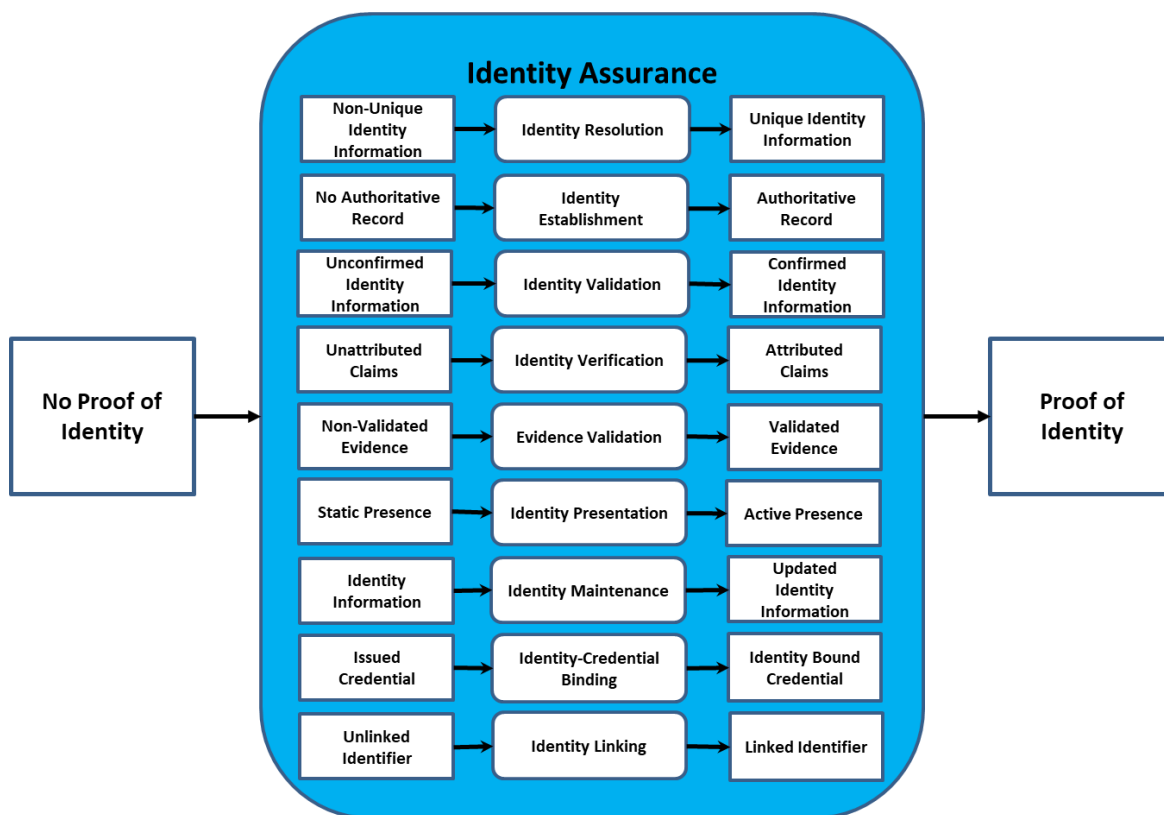 Identity Assurance
Non-Unique
Identity
Information
Identity Resolution
Unique Identity
Information
No Authoritative
Record
Identity
Establishment
Authoritative
Record
Unconfirmed
Identity
Information
Identity Validation
Confirmed
Identity
Information
Unattributed
Claims
Identity Verification
Attributed
Claims
No Proof of
Identity
Non-Validated
Evidence
Evidence Validation
Validated
Evidence
Proof of
Identity
Static Presence
Identity Presentation
Active Presence
Identity
Information
Identity Maintenance
Updated
Identity
Information
Issued
Credential
Identity-Credential
Binding
Identity Bound
Credential
Unlinked
Identifier
Identity Linking
Linked Identifier